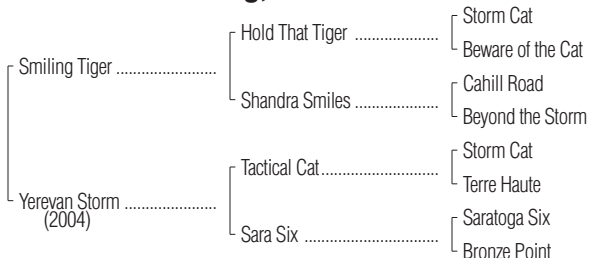 Storm Cat
Hold That Tiger ..................
Beware of the Cat
Smiling Tiger .......................
Cahill Road
Shandra Smiles ...................
Beyond the Storm
Storm Cat
Tactical Cat...........................
Terre Haute
Yerevan Storm .....................
(2004)
Saratoga Six
Sara Six ...............................
Bronze Point